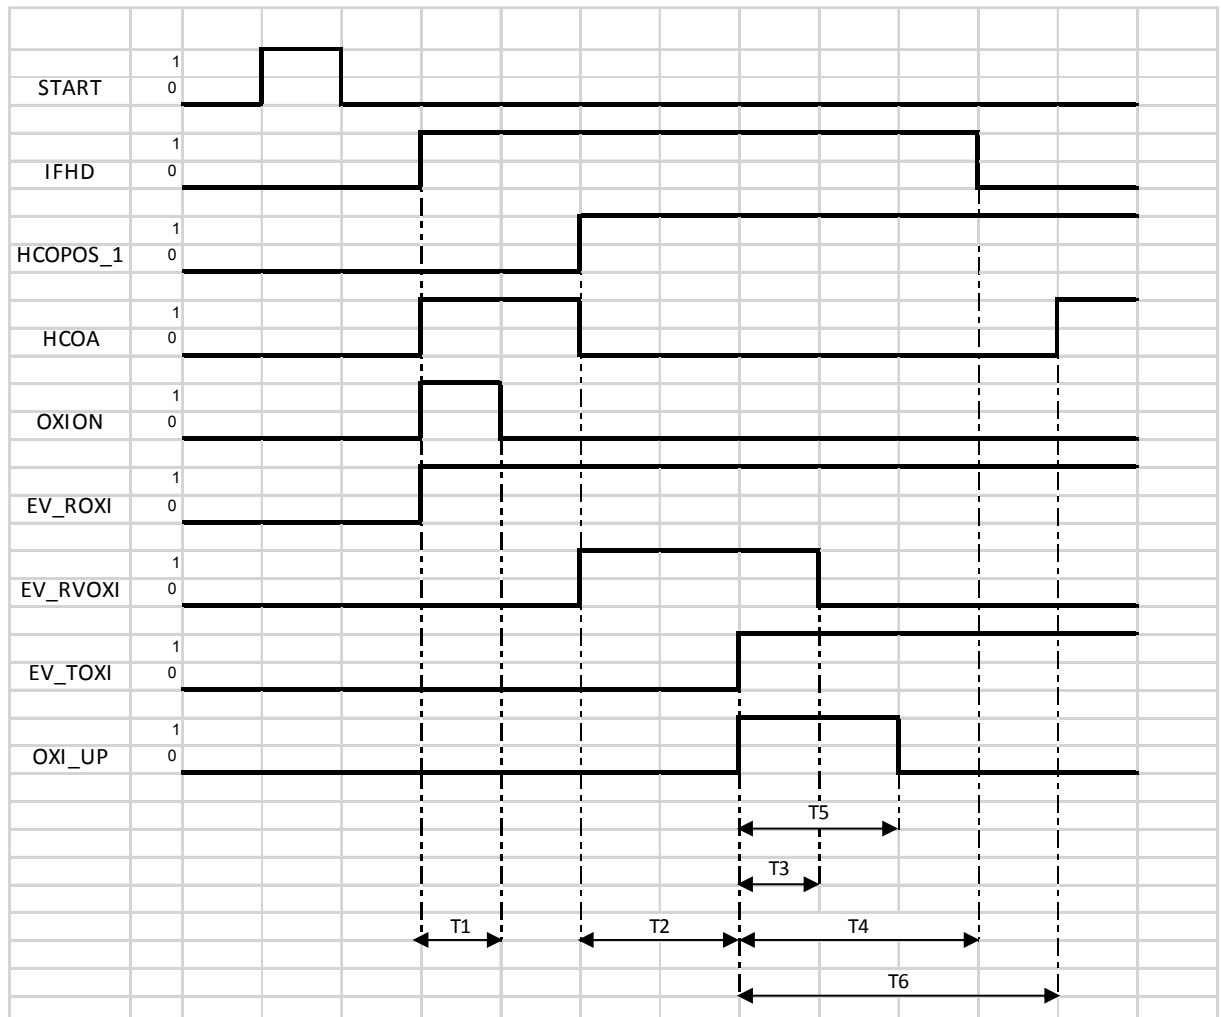 1
START 0
1
IFHD 0
1
HCOPOS_1 0
1
HCOA 0
1
OXION 0
1
EV_ROXI 0
1
EV_RVOXI 0
1
EV_TOXI 0
1
OXI_UP 0
T5
T3
T1 T2 T4
T6